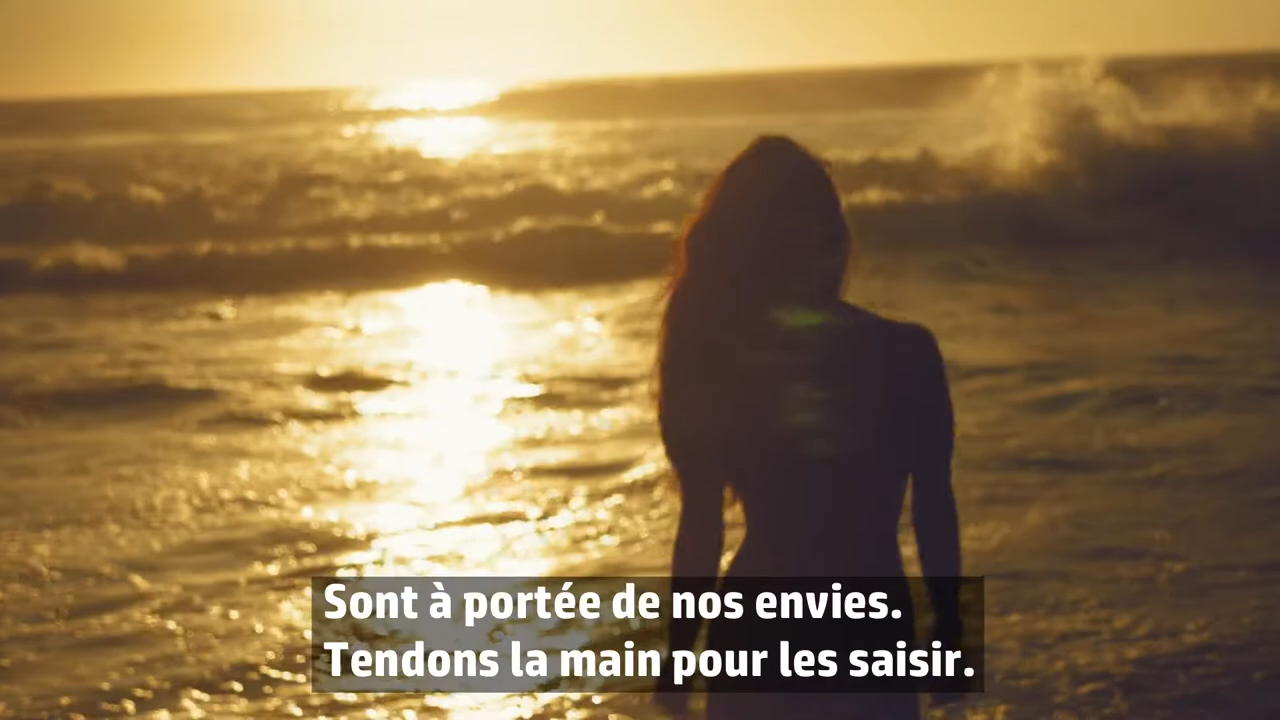 Sont à portée de nos envies.
Tendons la main pour les saisir.